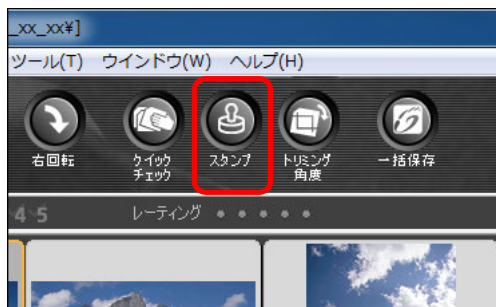 _xx_xx¥]
ツール(T) ウインドウ(W) ヘルプ(H)
右回転
クイック
チェック
スタンプ
トリミング
角度
一括保存
4 5 レーティング